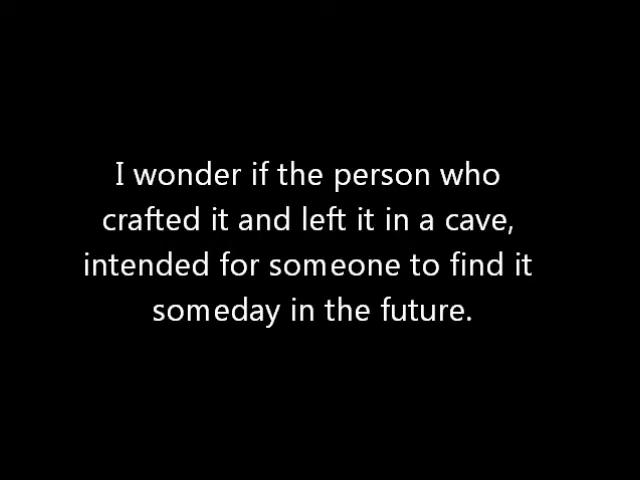 I wonder if the person who
crafted it and left it in a cave,
intended for someone to find it
someday in the future.